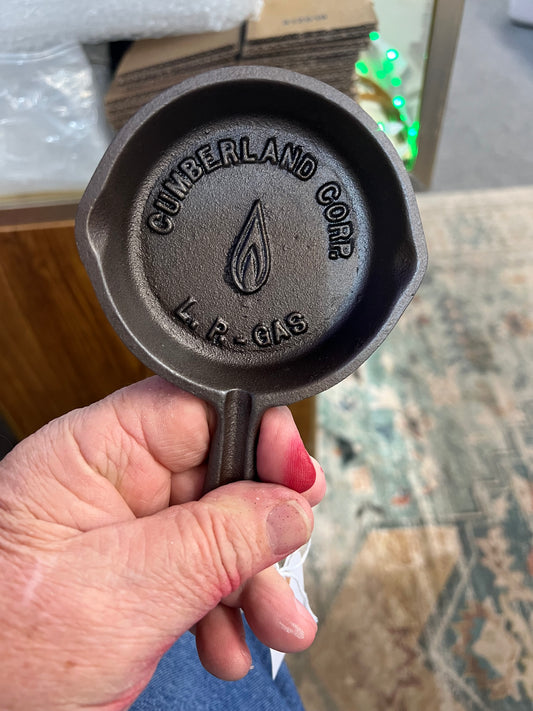 CUMBERLAND CORP.
L. P. - GAS